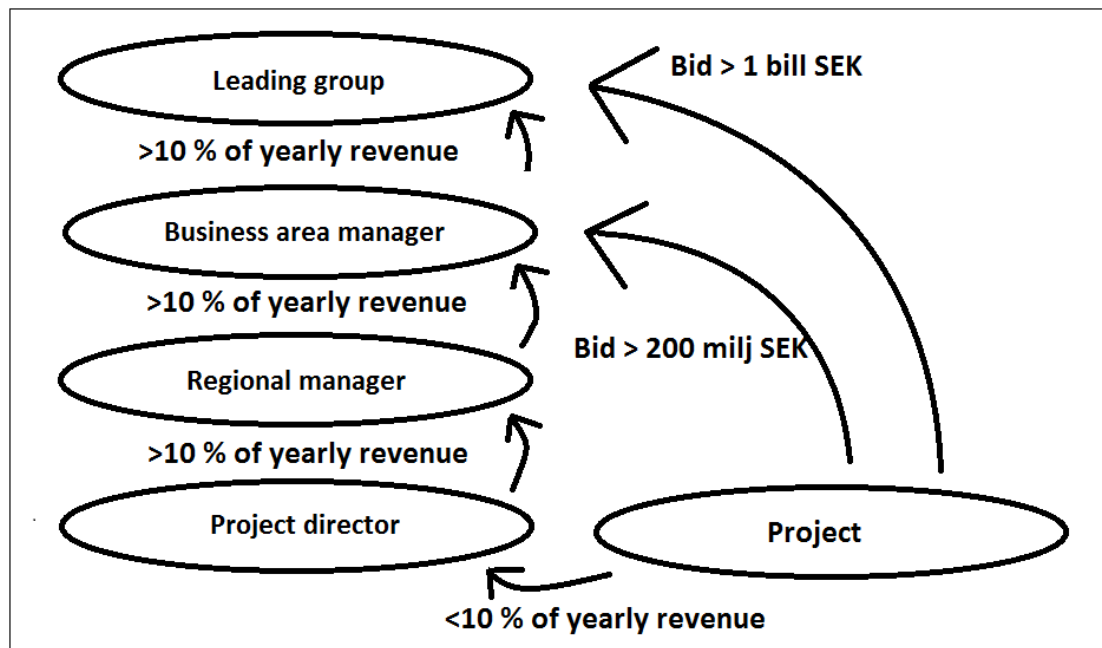 Leading group
Bid > 1 bill SEK
>10 % of yearly revenue
Business area manager
>10 % of yearly revenue
Bid > 200 milj SEK
Regional manager
>10 % of yearly revenue
Project director
Project
<10 % of yearly revenue